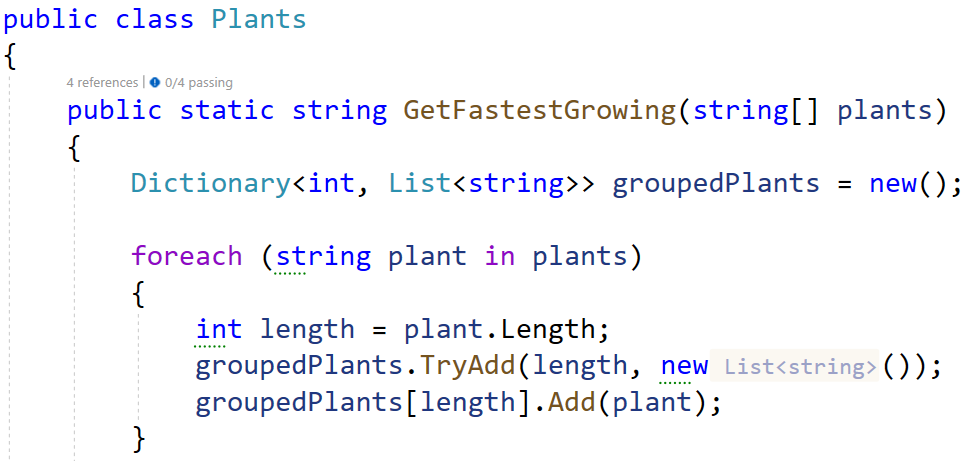 public class Plants
{
4 references | 0/4 passing
public static string GetFastestGrowing(string[] plants)
{
Dictionary<int, List<string>> groupedPlants = new();
foreach (string plant in plants)
{
int length = plant.Length;
groupedPlants.TryAdd(length, new List<string>());
groupedPlants[length].Add(plant);
}